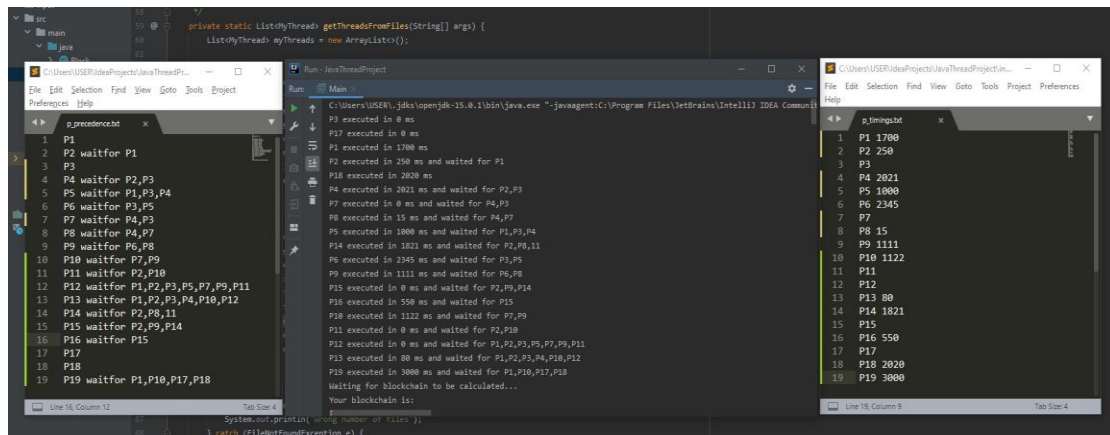 src
main
java
Block
58 */
59 @ private static List<MyThread> getThreadsFromFiles(String[] args) {
60 List<MyThread> myThreads = new ArrayList<>();
61
C:\Users\USER\IdeaProjects\JavaThreadPr...
File Edit Selection Find View Goto Tools Project
Preferences Help
p_precedence.txt
1 P1
2 P2 waitfor P1
3 P3
4 P4 waitfor P2,P3
5 P5 waitfor P1,P3,P4
6 P6 waitfor P3,P5
7 P7 waitfor P4,P3
8 P8 waitfor P4,P7
9 P9 waitfor P6,P8
10 P10 waitfor P7,P9
11 P11 waitfor P2,P10
12 P12 waitfor P1,P2,P3,P5,P7,P9,P11
13 P13 waitfor P1,P2,P3,P4,P10,P12
14 P14 waitfor P2,P8,11
15 P15 waitfor P2,P9,P14
16 P16 waitfor P15
17 P17
18 P18
19 P19 waitfor P1,P10,P17,P18
Line 16, Column 12 Tab Size: 4
Run - JavaThreadProject
Run: Main
C:\Users\USER\.jdks\openjdk-15.0.1\bin\java.exe "-javaagent:C:\Program Files\JetBrains\IntelliJ IDEA Communit
P3 executed in 0 ms
P17 executed in 0 ms
P1 executed in 1700 ms
P2 executed in 250 ms and waited for P1
P18 executed in 2020 ms
P4 executed in 2021 ms and waited for P2,P3
P7 executed in 0 ms and waited for P4,P3
P8 executed in 15 ms and waited for P4,P7
P5 executed in 1000 ms and waited for P1,P3,P4
P14 executed in 1821 ms and waited for P2,P8,11
P6 executed in 2345 ms and waited for P3,P5
P9 executed in 1111 ms and waited for P6,P8
P15 executed in 0 ms and waited for P2,P9,P14
P16 executed in 550 ms and waited for P15
P10 executed in 1122 ms and waited for P7,P9
P11 executed in 0 ms and waited for P2,P10
P12 executed in 0 ms and waited for P1,P2,P3,P5,P7,P9,P11
P13 executed in 80 ms and waited for P1,P2,P3,P4,P10,P12
P19 executed in 3000 ms and waited for P1,P10,P17,P18
Waiting for blockchain to be calculated...
Your blockchain is:
C:\Users\USER\IdeaProjects\JavaThreadProject\in...
File Edit Selection Find View Goto Tools Project Preferences
Help
p_timings.txt
1 P1 1700
2 P2 250
3 P3
4 P4 2021
5 P5 1000
6 P6 2345
7 P7
8 P8 15
9 P9 1111
10 P10 1122
11 P11
12 P12
13 P13 80
14 P14 1821
15 P15
16 P16 550
17 P17
18 P18 2020
19 P19 3000
Line 19, Column 9 Tab Size: 4
System.out.println("wrong number of files");
} catch (FileNotFoundException e) {